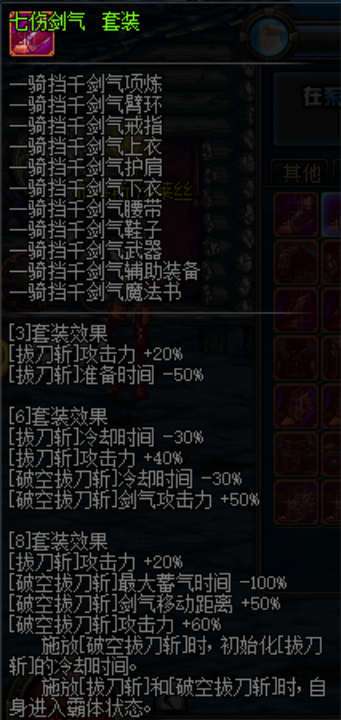 七伤剑气 套装
一骑挡千剑气项炼
一骑挡千剑气臂环
一骑挡千剑气戒指
一骑挡千剑气上衣
一骑挡千剑气护肩
一骑挡千剑气下衣
一骑挡千剑气腰带
一骑挡千剑气鞋子
一骑挡千剑气武器
一骑挡千剑气辅助装备
一骑挡千剑气魔法书
[3]套装效果
[拔刀斩]攻击力 +20%
[拔刀斩]准备时间 -50%
[6]套装效果
[拔刀斩]冷却时间 -30%
[拔刀斩]攻击力 +40%
[破空拔刀斩]冷却时间 -30%
[破空拔刀斩]剑气攻击力 +50%
[8]套装效果
[拔刀斩]攻击力 +20%
[破空拔刀斩]最大蓄气时间 -100%
[破空拔刀斩]剑气移动距离 +50%
[破空拔刀斩]攻击力 +60%
施放[破空拔刀斩]时, 初始化[拔刀
斩]的冷却时间。
施放[拔刀斩]和[破空拔刀斩]时, 自
身进入霸体状态。
在系
其他